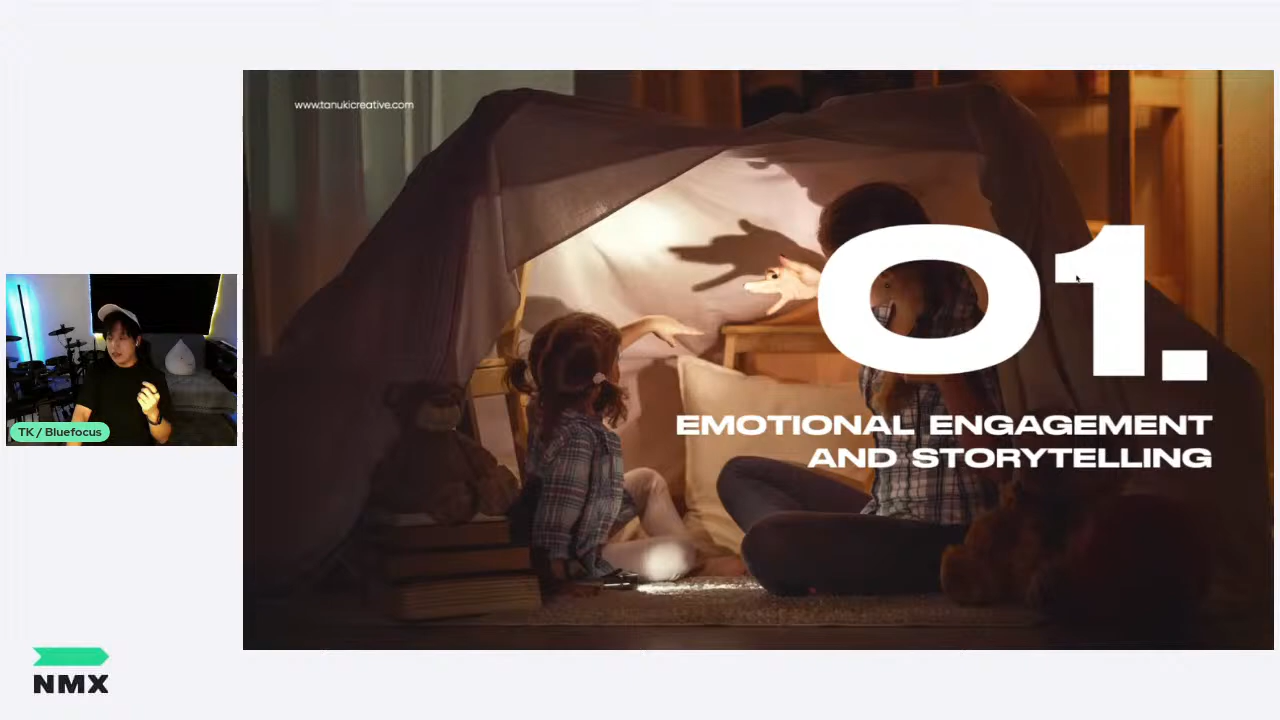 www.tanukicreative.com
01.
EMOTIONAL ENGAGEMENT
AND STORYTELLING
TK / Bluefocus
NMX